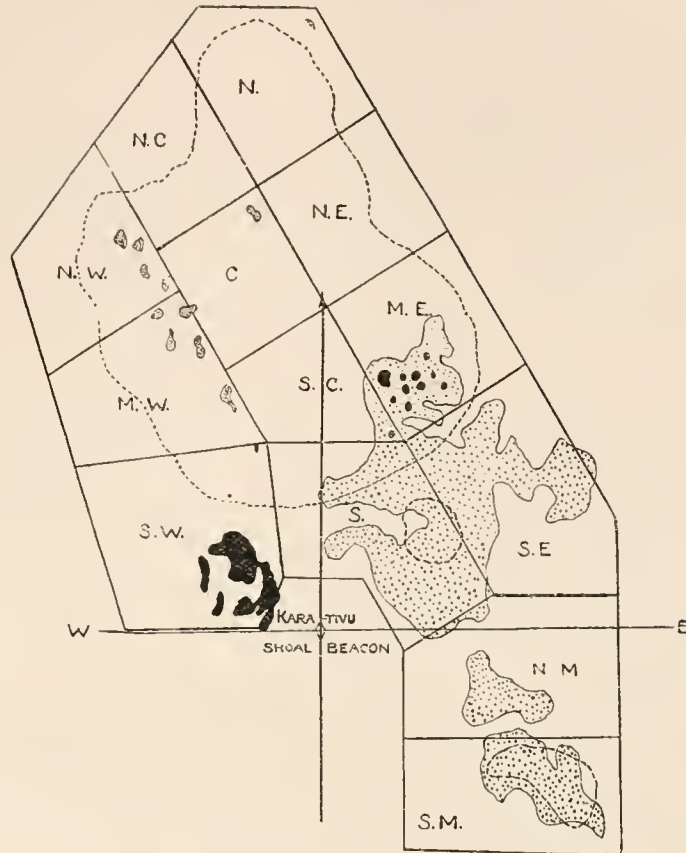 N.
N.C
N.E.
N.W.
C
M.E.
S.C.
M.W.
S.
S.W.
S.E
KARA TIVU
W
E
SHOAL BEACON
N M
S.M.